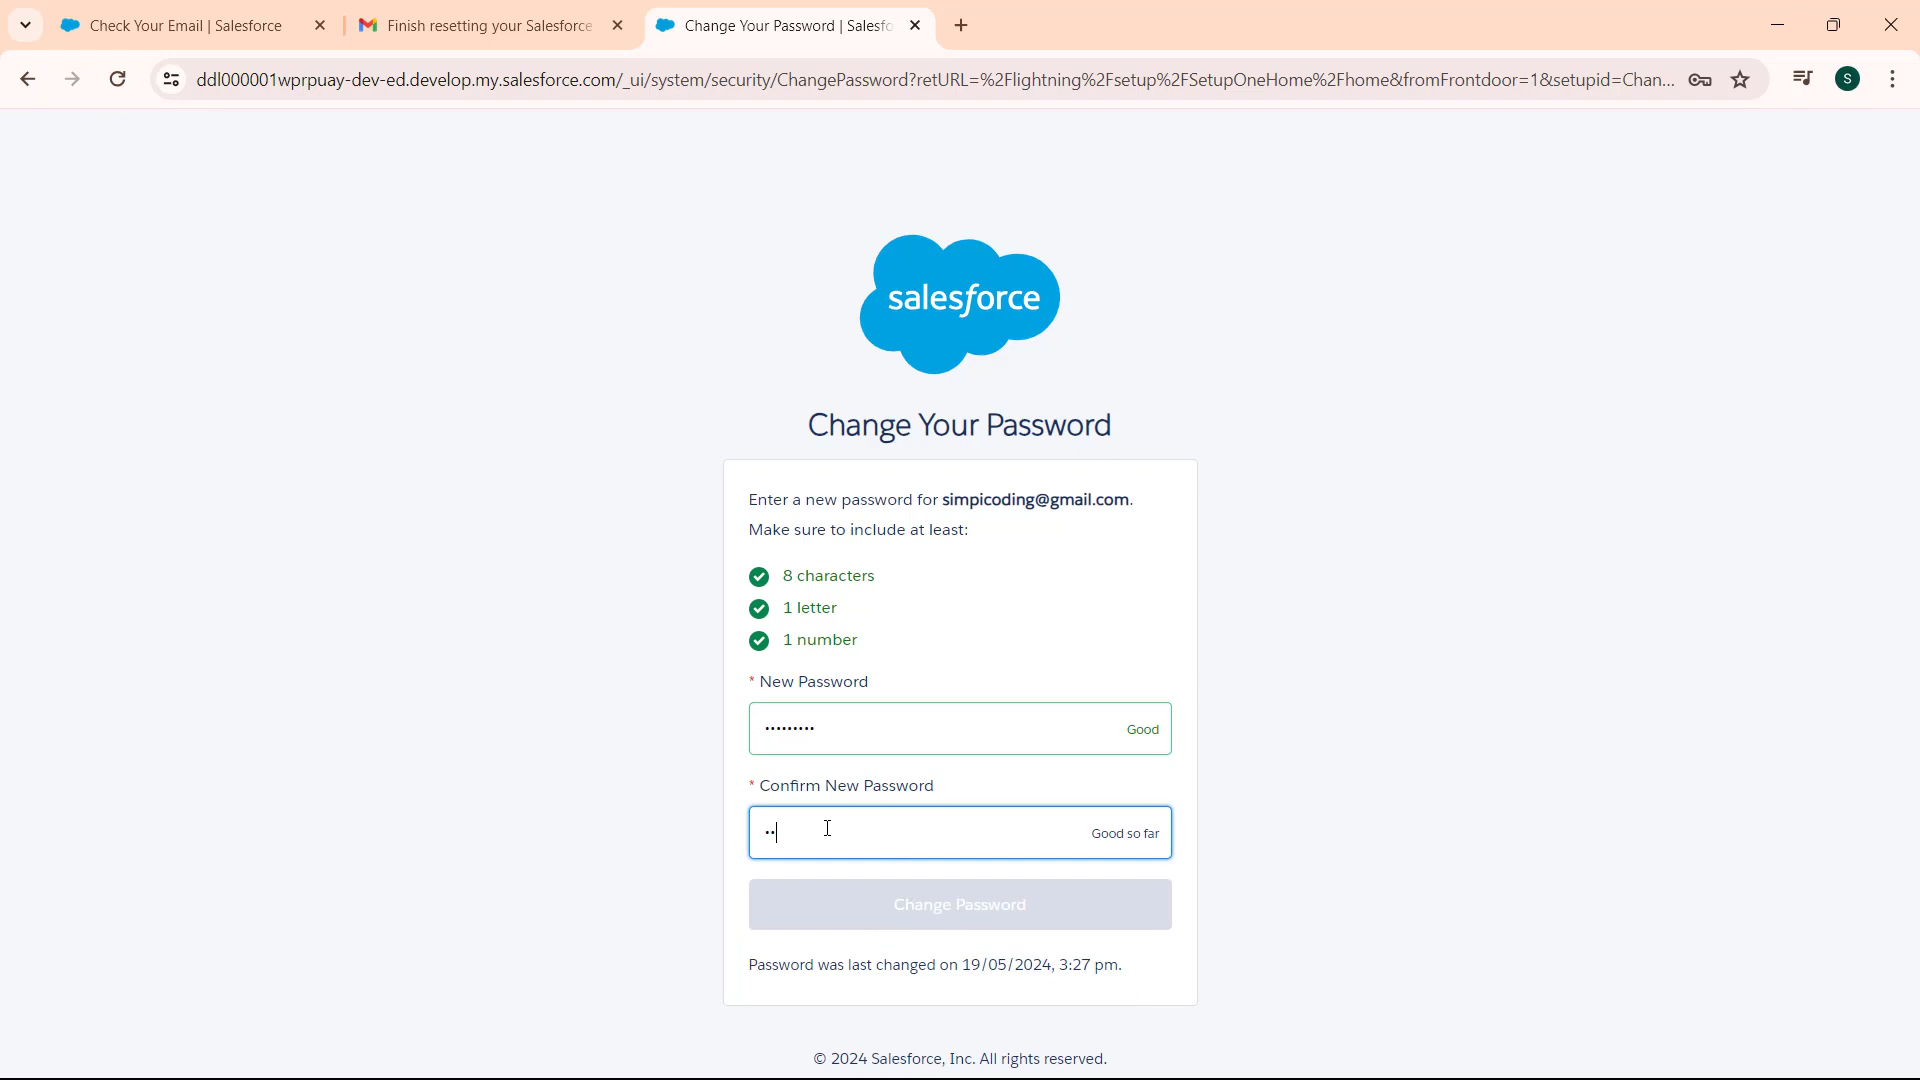 Check Your Email | Salesforce
Finish resetting your Salesforce
Change Your Password | Salesfo
ddl000001wprpuay-dev-ed.develop.my.salesforce.com/_ui/system/security/ChangePassword?retURL=%2Flightning%2Fsetup%2FSetupOneHome%2Fhome&fromFrontdoor=1&setupid=Chan...
S
salesforce
Change Your Password
Enter a new password for simpicoding@gmail.com.
Make sure to include at least:
8 characters
1 letter
1 number
* New Password
•••••••••
Good
* Confirm New Password
••
Good so far
Change Password
Password was last changed on 19/05/2024, 3:27 pm.
© 2024 Salesforce, Inc. All rights reserved.